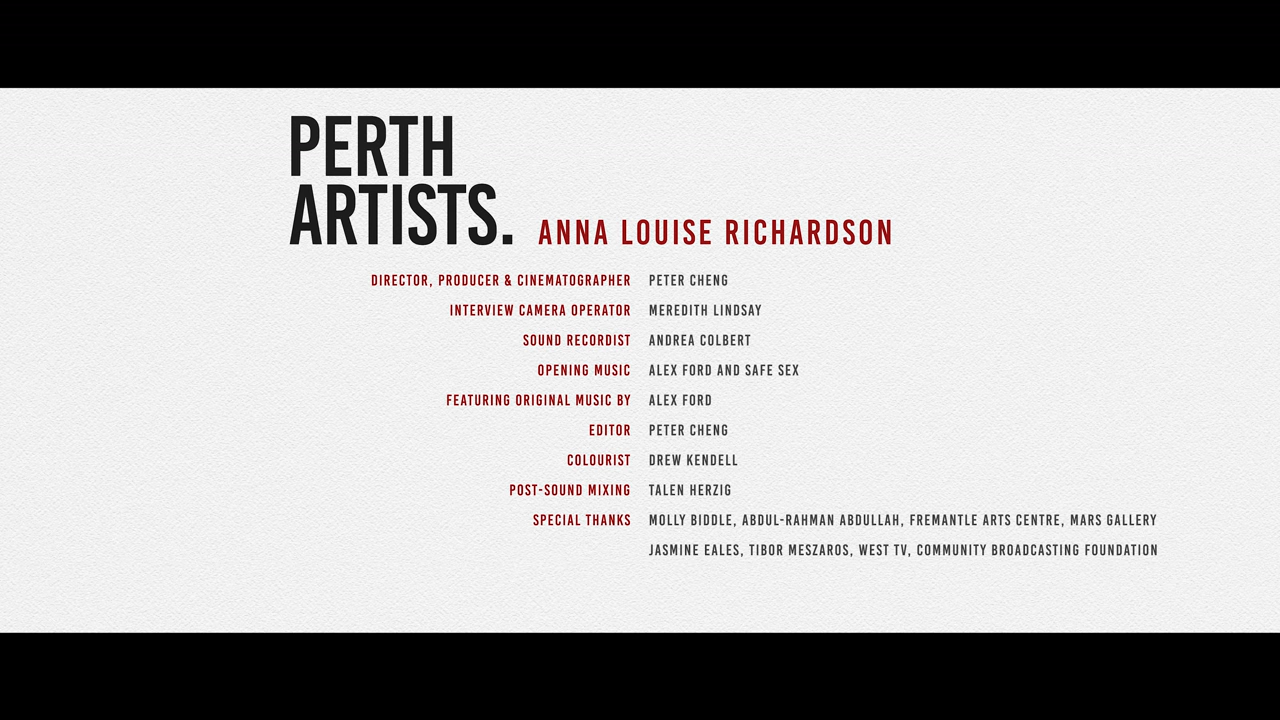 PERTH
ARTISTS. ANNA LOUISE RICHARDSON
DIRECTOR, PRODUCER & CINEMATOGRAPHER PETER CHENG
INTERVIEW CAMERA OPERATOR MEREDITH LINDSAY
SOUND RECORDIST ANDREA COLBERT
OPENING MUSIC ALEX FORD AND SAFE SEX
FEATURING ORIGINAL MUSIC BY ALEX FORD
EDITOR PETER CHENG
COLOURIST DREW KENDELL
POST-SOUND MIXING TALEN HERZIG
SPECIAL THANKS MOLLY BIDDLE, ABDUL-RAHMAN ABDULLAH, FREMANTLE ARTS CENTRE, MARS GALLERY
JASMINE EALES, TIBOR MESZAROS, WEST TV, COMMUNITY BROADCASTING FOUNDATION